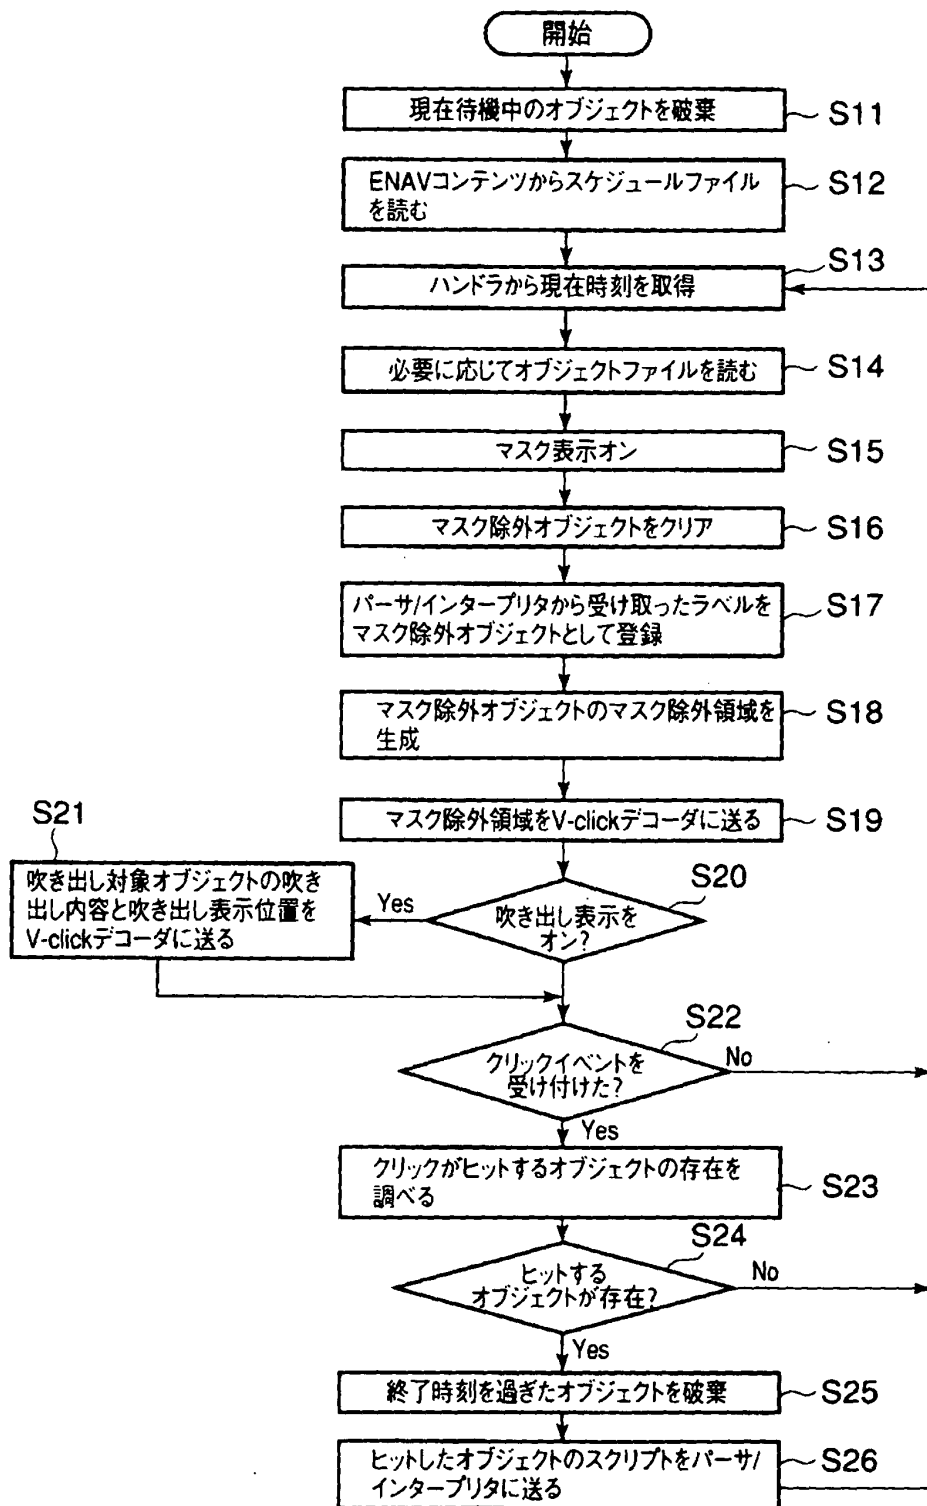 開始
現在待機中のオブジェクトを破棄
S11
ENAVコンテンツからスケジュールファイル
を読む
S12
ハンドラから現在時刻を取得
S13
必要に応じてオブジェクトファイルを読む
S14
マスク表示オン
S15
マスク除外オブジェクトをクリア
S16
パーサ/インタープリタから受け取ったラベルを
マスク除外オブジェクトとして登録
S17
マスク除外オブジェクトのマスク除外領域を
生成
S18
マスク除外領域をV-clickデコーダに送る
S19
吹き出し表示を
オン?
S20
Yes
S21
吹き出し対象オブジェクトの吹き
出し内容と吹き出し表示位置を
V-clickデコーダに送る
クリックイベントを
受け付けた?
S22
No
Yes
クリックがヒットするオブジェクトの存在を
調べる
S23
ヒットする
オブジェクトが存在?
S24
No
Yes
終了時刻を過ぎたオブジェクトを破棄
S25
ヒットしたオブジェクトのスクリプトをパーサ/
インタープリタに送る
S26